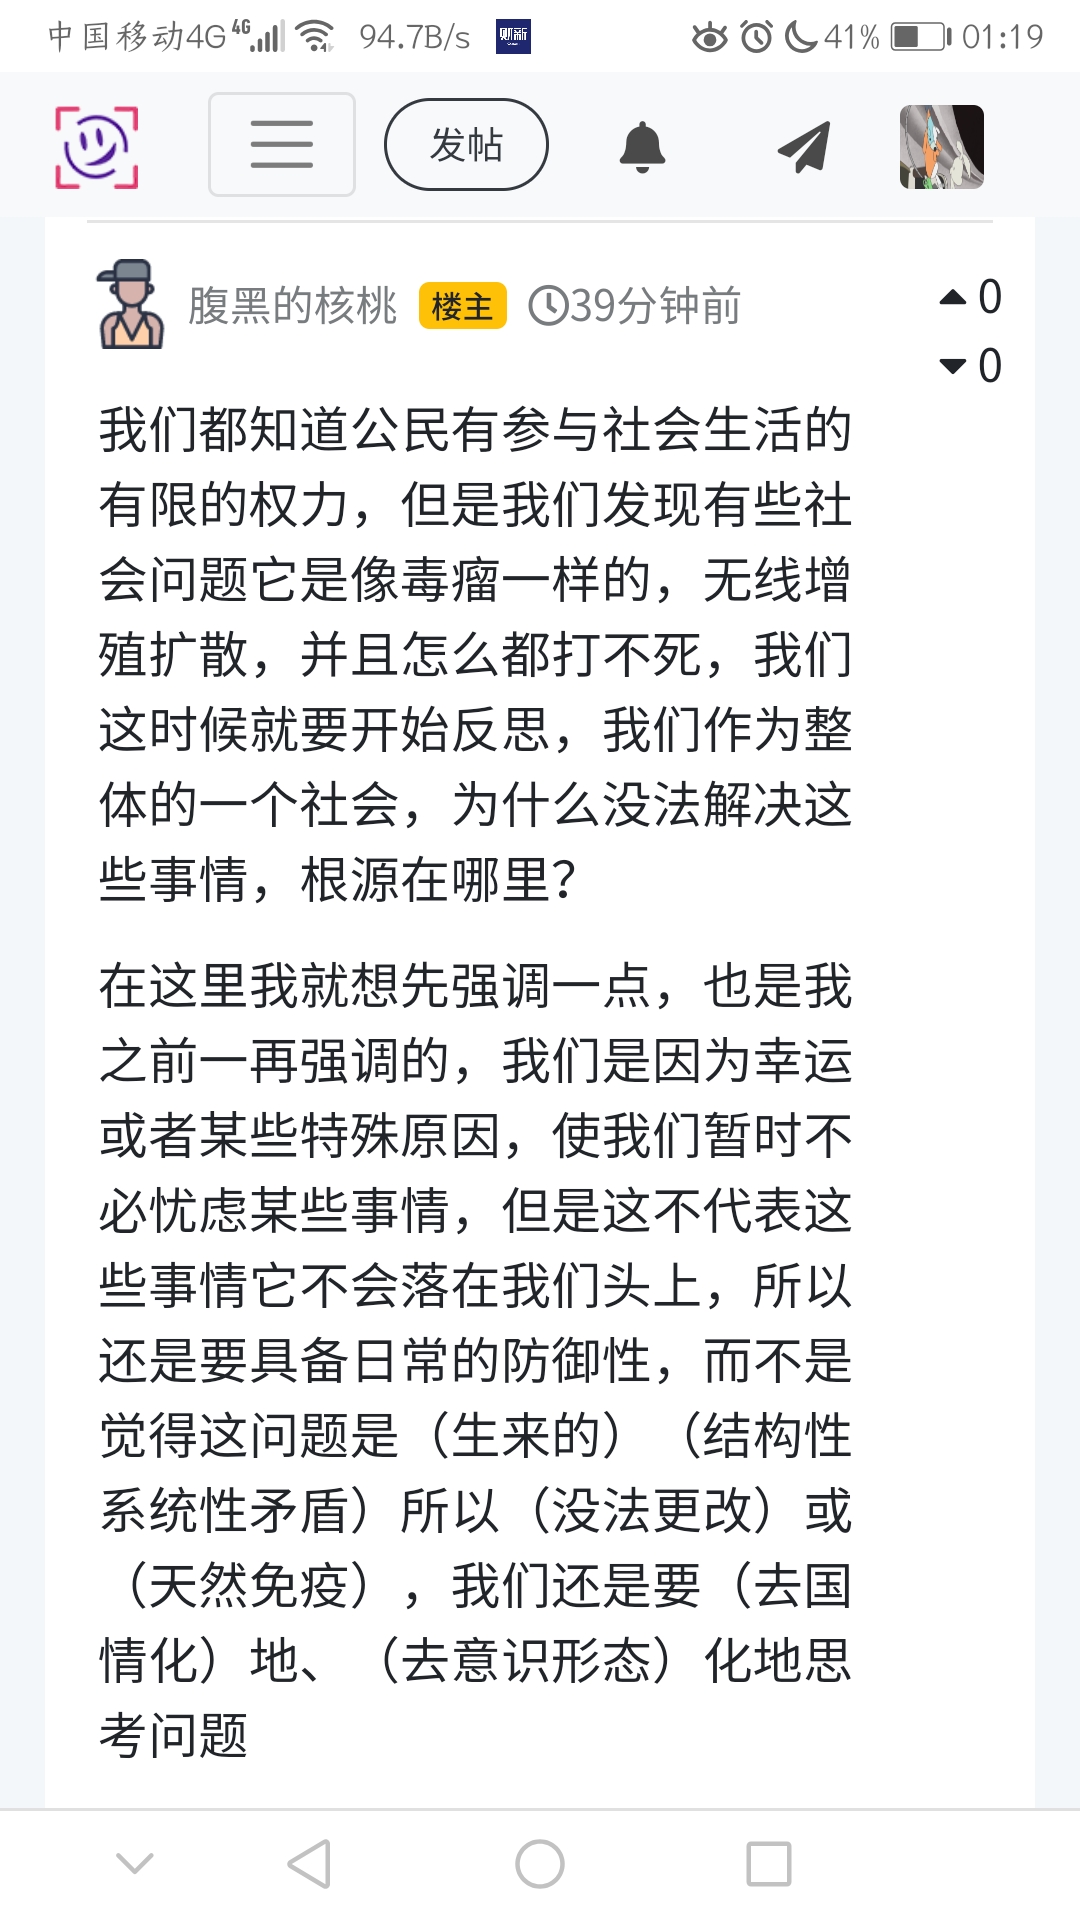 中国移动4G 4G 94.7B/s 财新 41% 01:19
发帖
腹黑的核桃 楼主 39分钟前
0
0
我们都知道公民有参与社会生活的
有限的权力，但是我们发现有些社
会问题它是像毒瘤一样的，无线增
殖扩散，并且怎么都打不死，我们
这时候就要开始反思，我们作为整
体的一个社会，为什么没法解决这
些事情，根源在哪里？
在这里我就想先强调一点，也是我
之前一再强调的，我们是因为幸运
或者某些特殊原因，使我们暂时不
必忧虑某些事情，但是这不代表这
些事情它不会落在我们头上，所以
还是要具备日常的防御性，而不是
觉得这问题是（生来的）（结构性
系统性矛盾）所以（没法更改）或
（天然免疫），我们还是要（去国
情化）地、（去意识形态）化地思
考问题